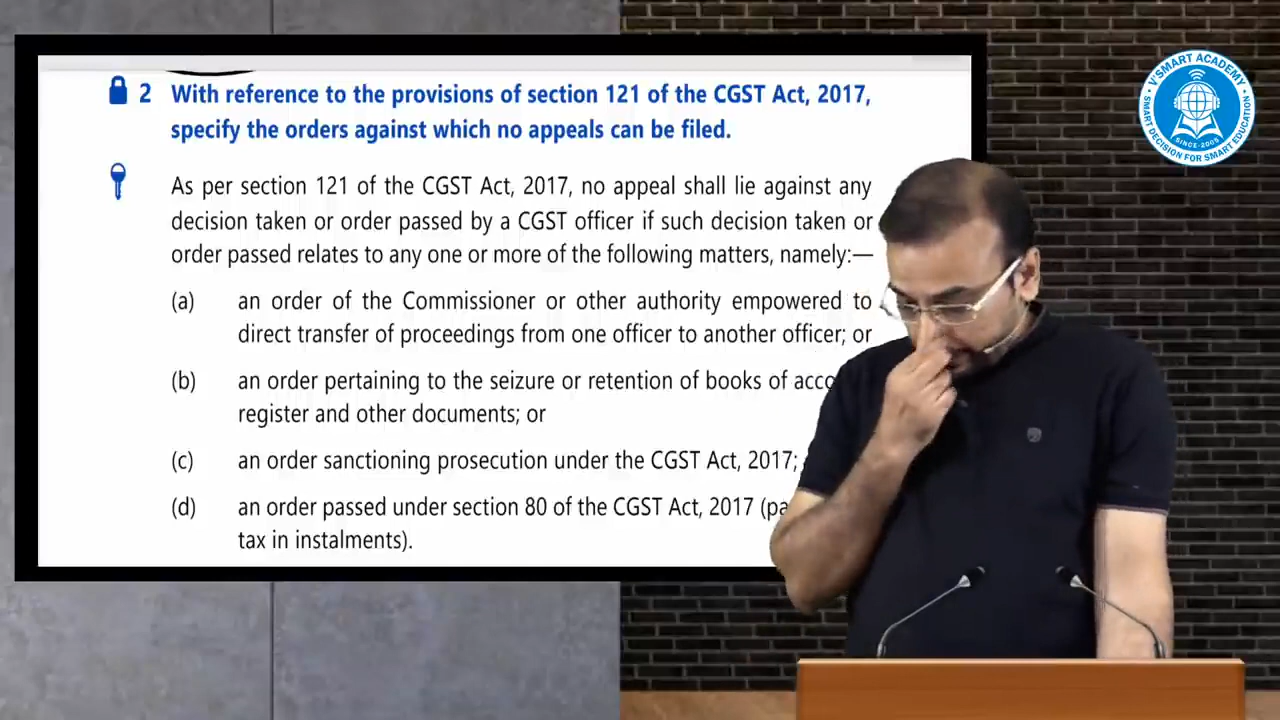 2 With reference to the provisions of section 121 of the CGST Act, 2017,
specify the orders against which no appeals can be filed.
As per section 121 of the CGST Act, 2017, no appeal shall lie against any
decision taken or order passed by a CGST officer if such decision taken or
order passed relates to any one or more of the following matters, namely:—
(a) an order of the Commissioner or other authority empowered to
direct transfer of proceedings from one officer to another officer; or
(b) an order pertaining to the seizure or retention of books of
register and other documents; or
(c) an order sanctioning prosecution under the CGST Act, 2017;
(d) an order passed under section 80 of the CGST Act, 2017
tax in instalments).
V'SMART ACADEMY
SINCE-2005
SMART DECISION FOR SMART EDUCATION